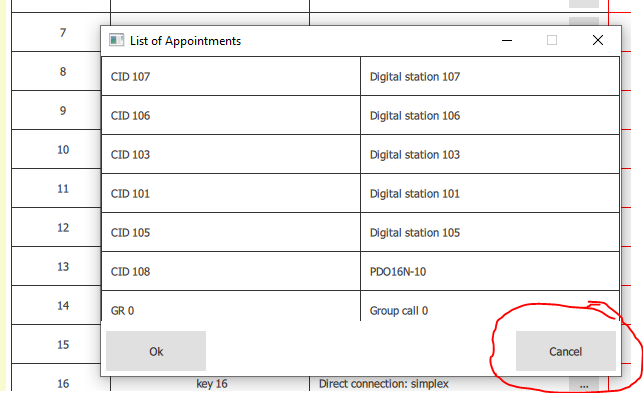 7
List of Appointments
8
CID 107 Digital station 107
9
CID 106 Digital station 106
10
CID 103 Digital station 103
11
CID 101 Digital station 101
12
CID 105 Digital station 105
13
CID 108 PDO16N-10
14
GR 0 Group call 0
15
Ok Cancel
16 key 16 Direct connection: simplex ...